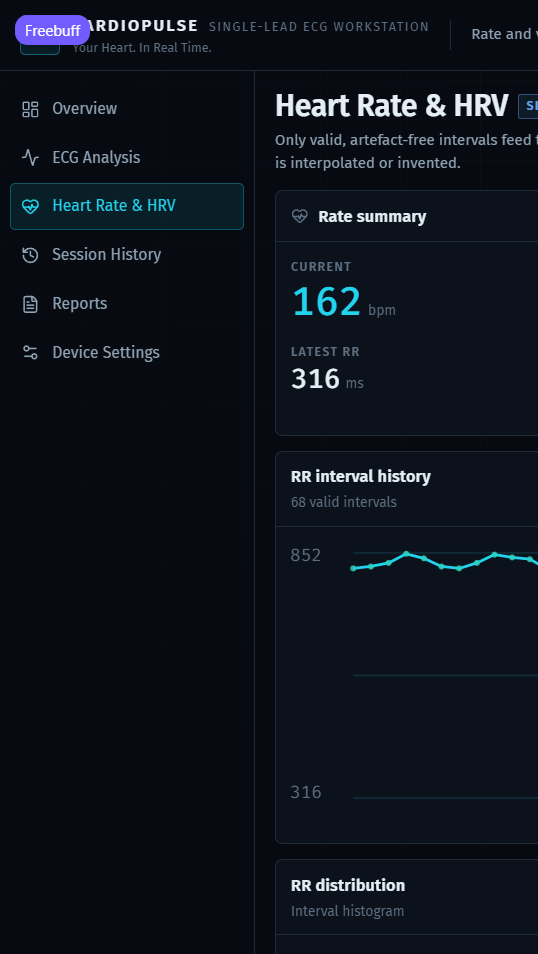 Freebuff
ARDIOPULSE SINGLE-LEAD ECG WORKSTATION
Your Heart. In Real Time.
Rate and
Overview
ECG Analysis
Heart Rate & HRV
Session History
Reports
Device Settings
Heart Rate & HRV
Only valid, artefact-free intervals feed
is interpolated or invented.
Rate summary
CURRENT
162 bpm
LATEST RR
316 ms
RR interval history
68 valid intervals
852
316
RR distribution
Interval histogram